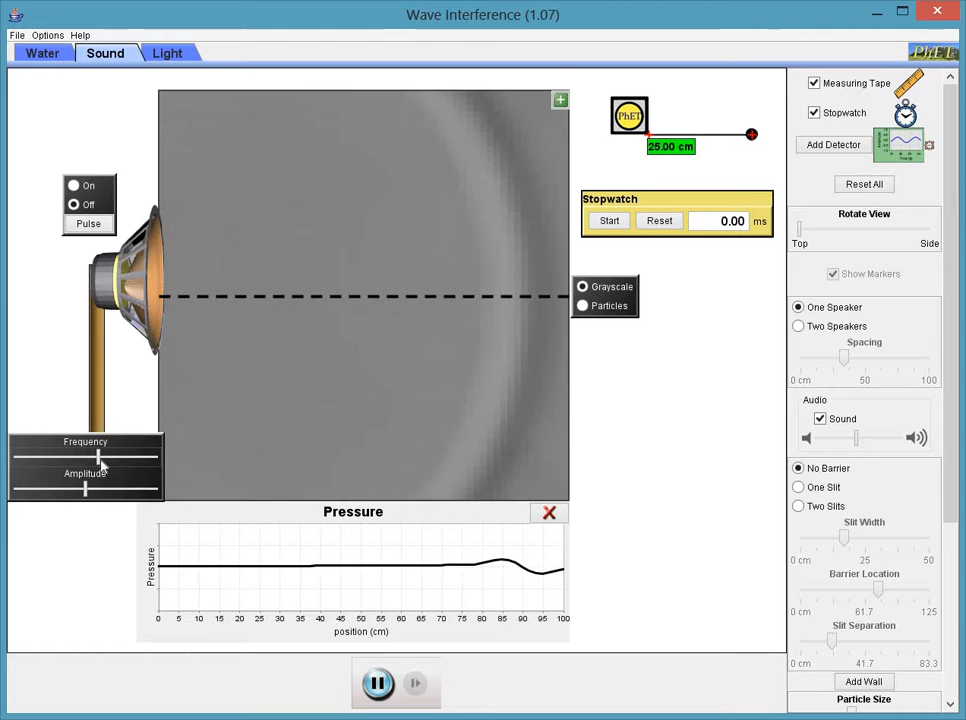 Wave Interference (1.07)
File Options Help
Water Sound Light
PhET
Measuring Tape
Stopwatch
Add Detector
Reset All
Rotate View
Top Side
Show Markers
One Speaker
Two Speakers
Spacing
0 cm 50 100
Audio
Sound
No Barrier
One Slit
Two Slits
Slit Width
0 cm 25 50
Barrier Location
0 cm 61.7 125
Slit Separation
0 cm 41.7 83.3
Add Wall
Particle Size
PhET
25.00 cm
Stopwatch
Start Reset 0.00 ms
Grayscale
Particles
On
Off
Pulse
Frequency
Amplitude
Pressure
Pressure
0 5 10 15 20 25 30 35 40 45 50 55 60 65 70 75 80 85 90 95 100
position (cm)